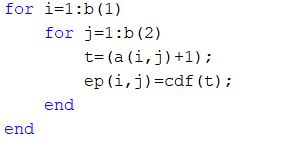 for i=1:b(1)
    for j=1:b(2)
        t=(a(i,j)+1);
        ep(i,j)=cdf(t);
    end
end